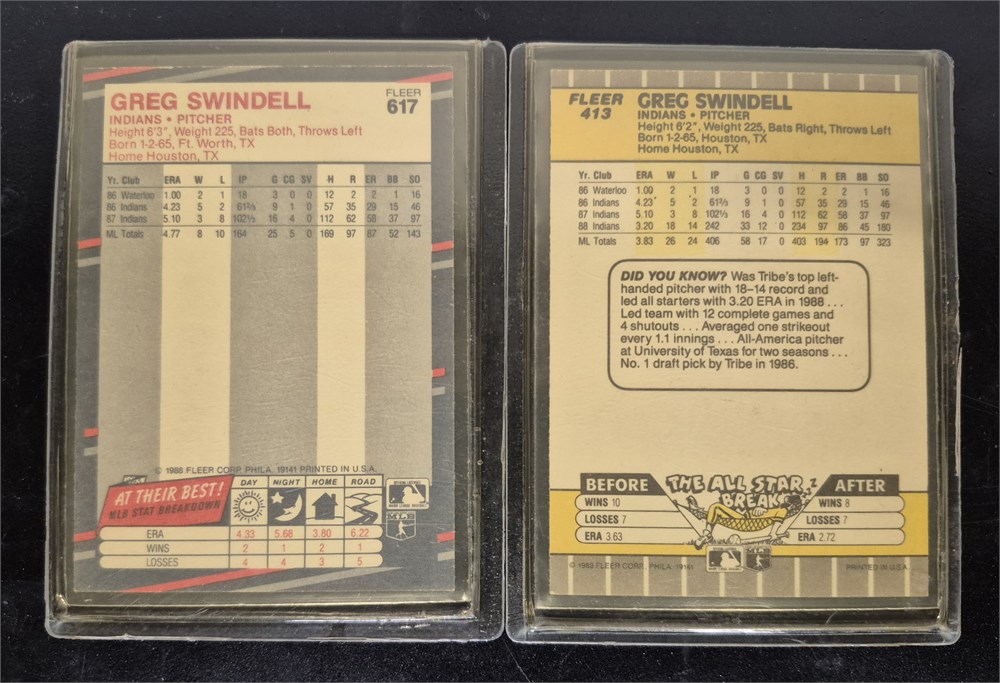 GREG SWINDELL
FLEER
617
INDIANS • PITCHER
Height 6'3", Weight 225, Bats Both, Throws Left
Born 1-2-65, Ft. Worth, TX
Home Houston, TX
Yr. Club ERA W L IP G CG SV H R ER BB SO
86 Waterloo 1.00 2 1 18 3 0 0 12 2 2 1 16
86 Indians 4.23 5 2 61⅔ 9 1 0 57 35 29 15 46
87 Indians 5.10 3 8 102⅓ 16 4 0 112 62 58 37 97
ML Totals 4.77 8 10 164 25 5 0 169 97 87 52 143
© 1988 FLEER CORP. PHILA. 19141 PRINTED IN U.S.A.
AT THEIR BEST!
MLB STAT BREAKDOWN
DAY NIGHT HOME ROAD
ERA 4.33 5.68 3.80 6.22
WINS 2 1 2 1
LOSSES 4 4 3 5
FLEER
413
GREG SWINDELL
INDIANS • PITCHER
Height 6'2", Weight 225, Bats Right, Throws Left
Born 1-2-65, Houston, TX
Home Houston, TX
Yr. Club ERA W L IP G CG SV H R ER BB SO
86 Waterloo 1.00 2 1 18 3 0 0 12 2 2 1 16
86 Indians 4.23 5 2 61⅔ 9 1 0 57 35 29 15 46
87 Indians 5.10 3 8 102⅓ 16 4 0 112 62 58 37 97
88 Indians 3.20 18 14 242 33 12 0 234 97 86 45 180
ML Totals 3.83 26 24 406 58 17 0 403 194 173 97 323
DID YOU KNOW? Was Tribe's top left-
handed pitcher with 18–14 record and
led all starters with 3.20 ERA in 1988 . . .
Led team with 12 complete games and
4 shutouts . . . Averaged one strikeout
every 1.1 innings . . . All-America pitcher
at University of Texas for two seasons . . .
No. 1 draft pick by Tribe in 1986.
BEFORE
THE ALL STAR
BREAK
AFTER
WINS 10
LOSSES 7
ERA 3.63
WINS 8
LOSSES 7
ERA 2.72
FLEER CORP. PHILA. 19141
PRINTED IN U.S.A.